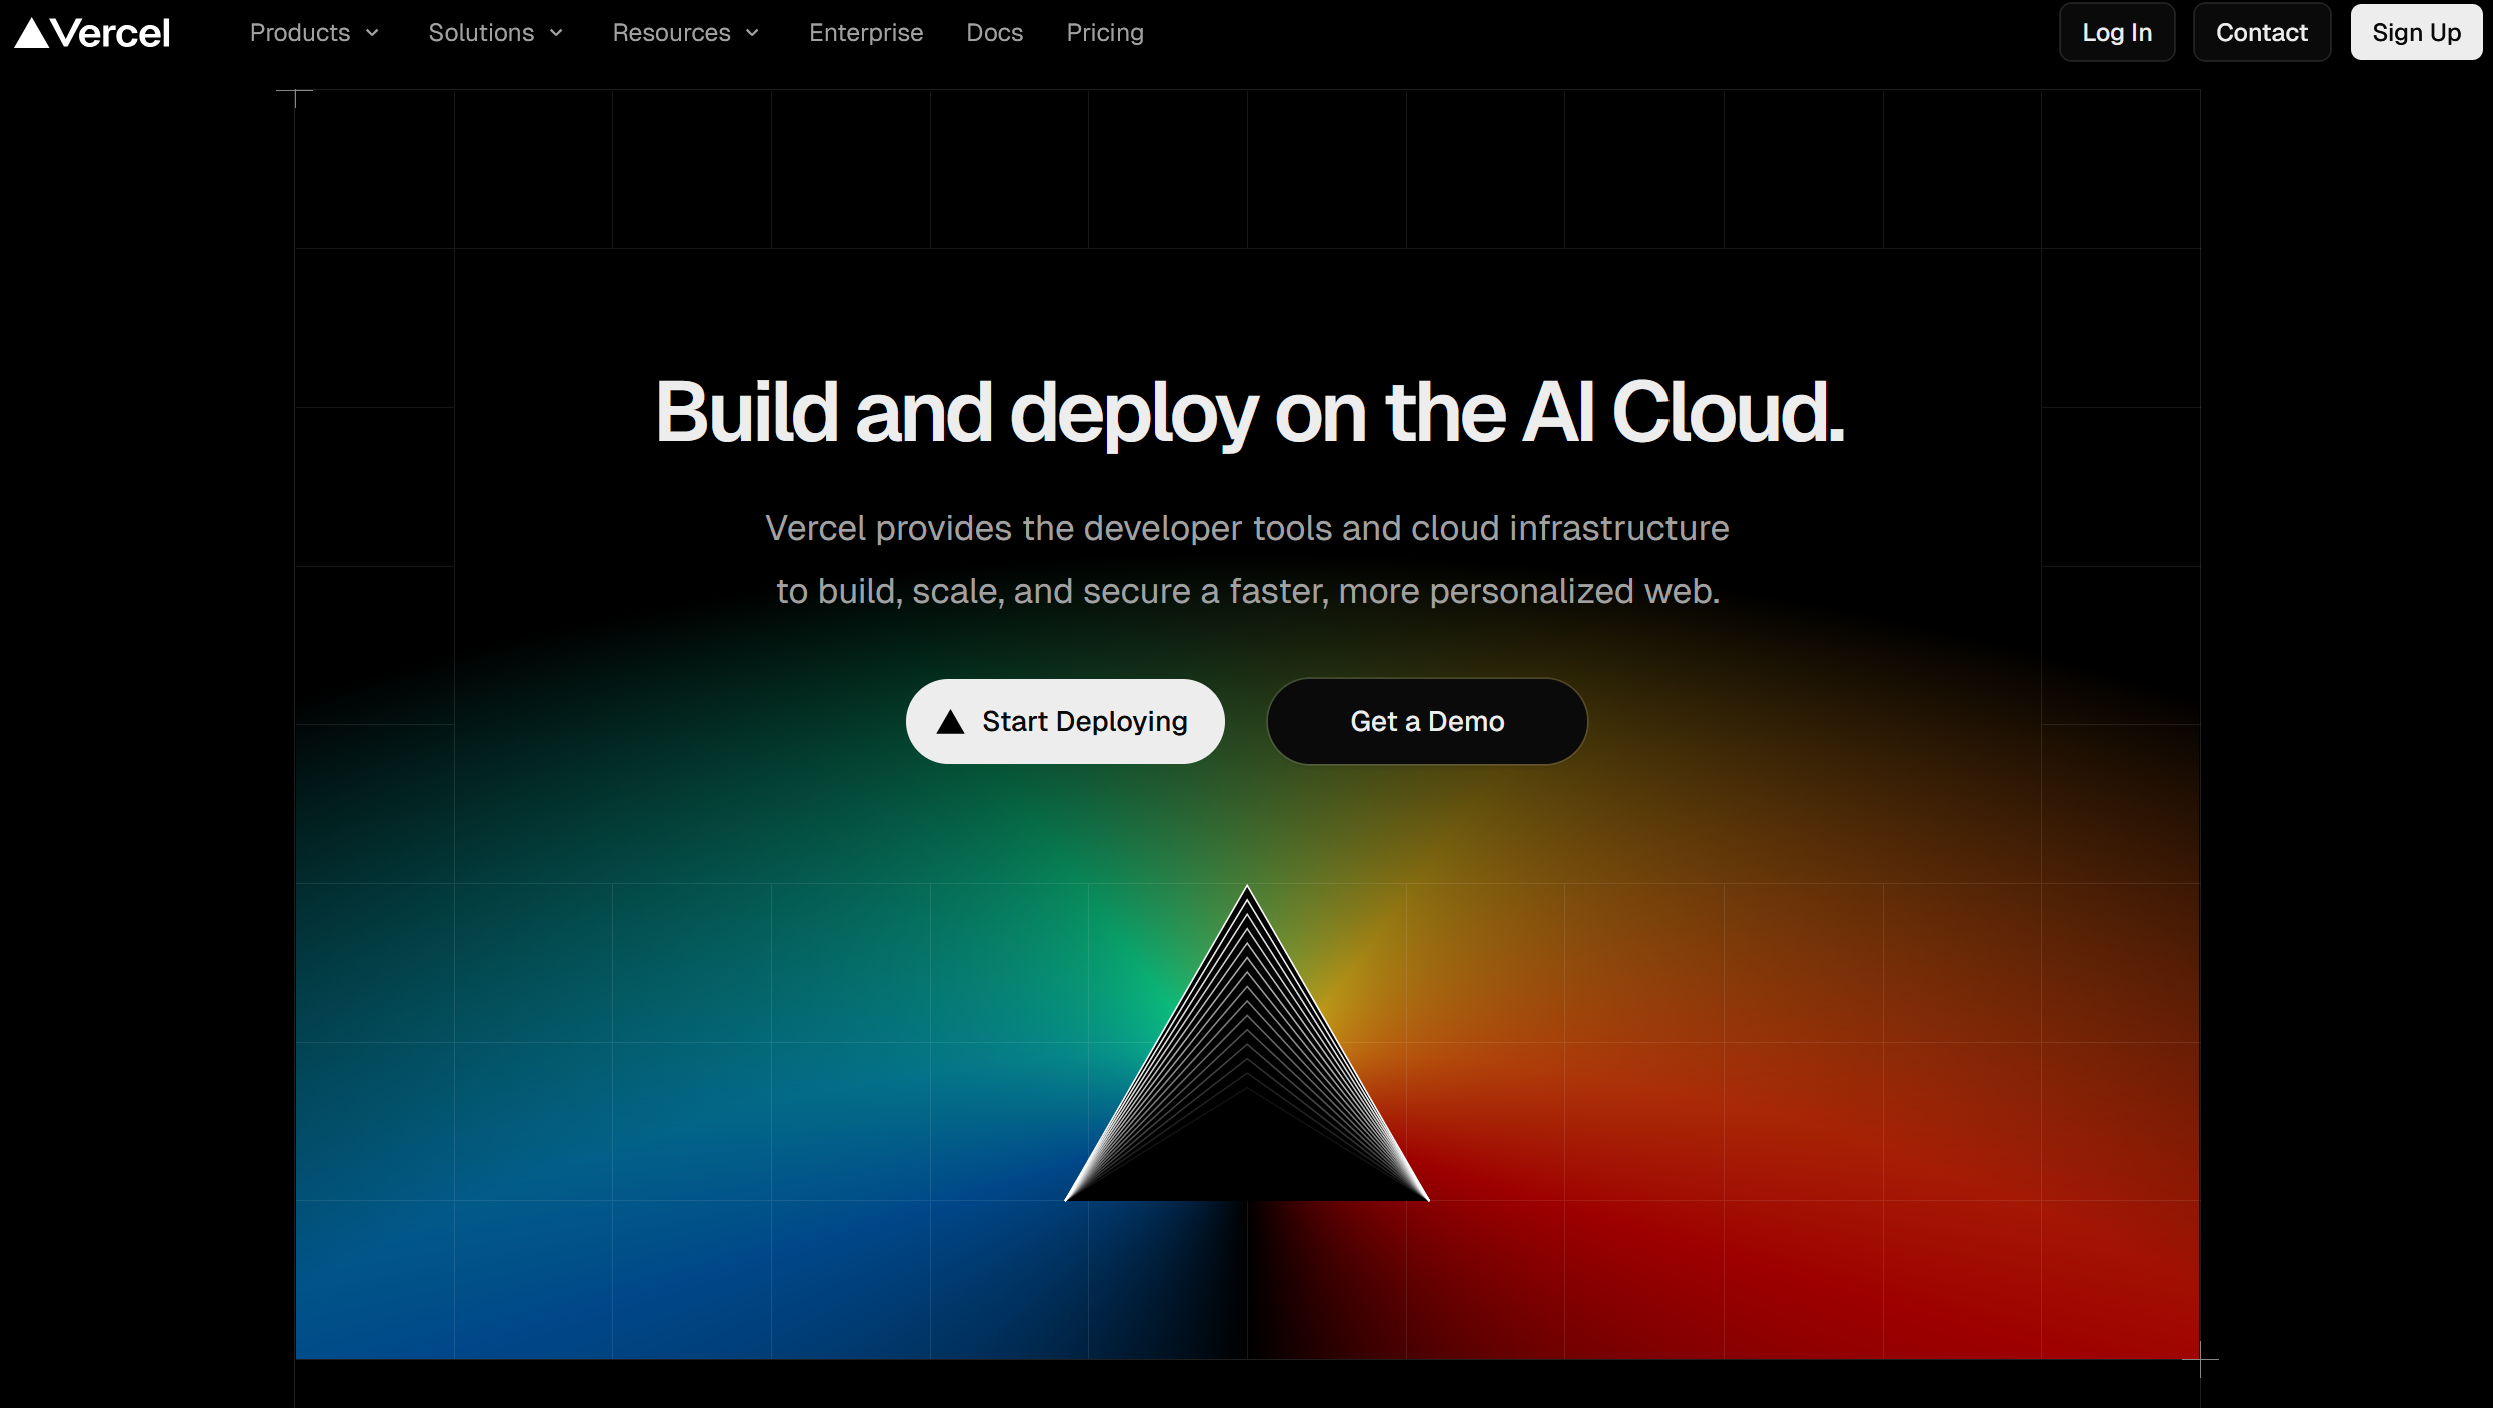 Vercel
Products
Solutions
Resources
Enterprise
Docs
Pricing
Log In
Contact
Sign Up
Build and deploy on the AI Cloud.
Vercel provides the developer tools and cloud infrastructure
to build, scale, and secure a faster, more personalized web.
Start Deploying
Get a Demo